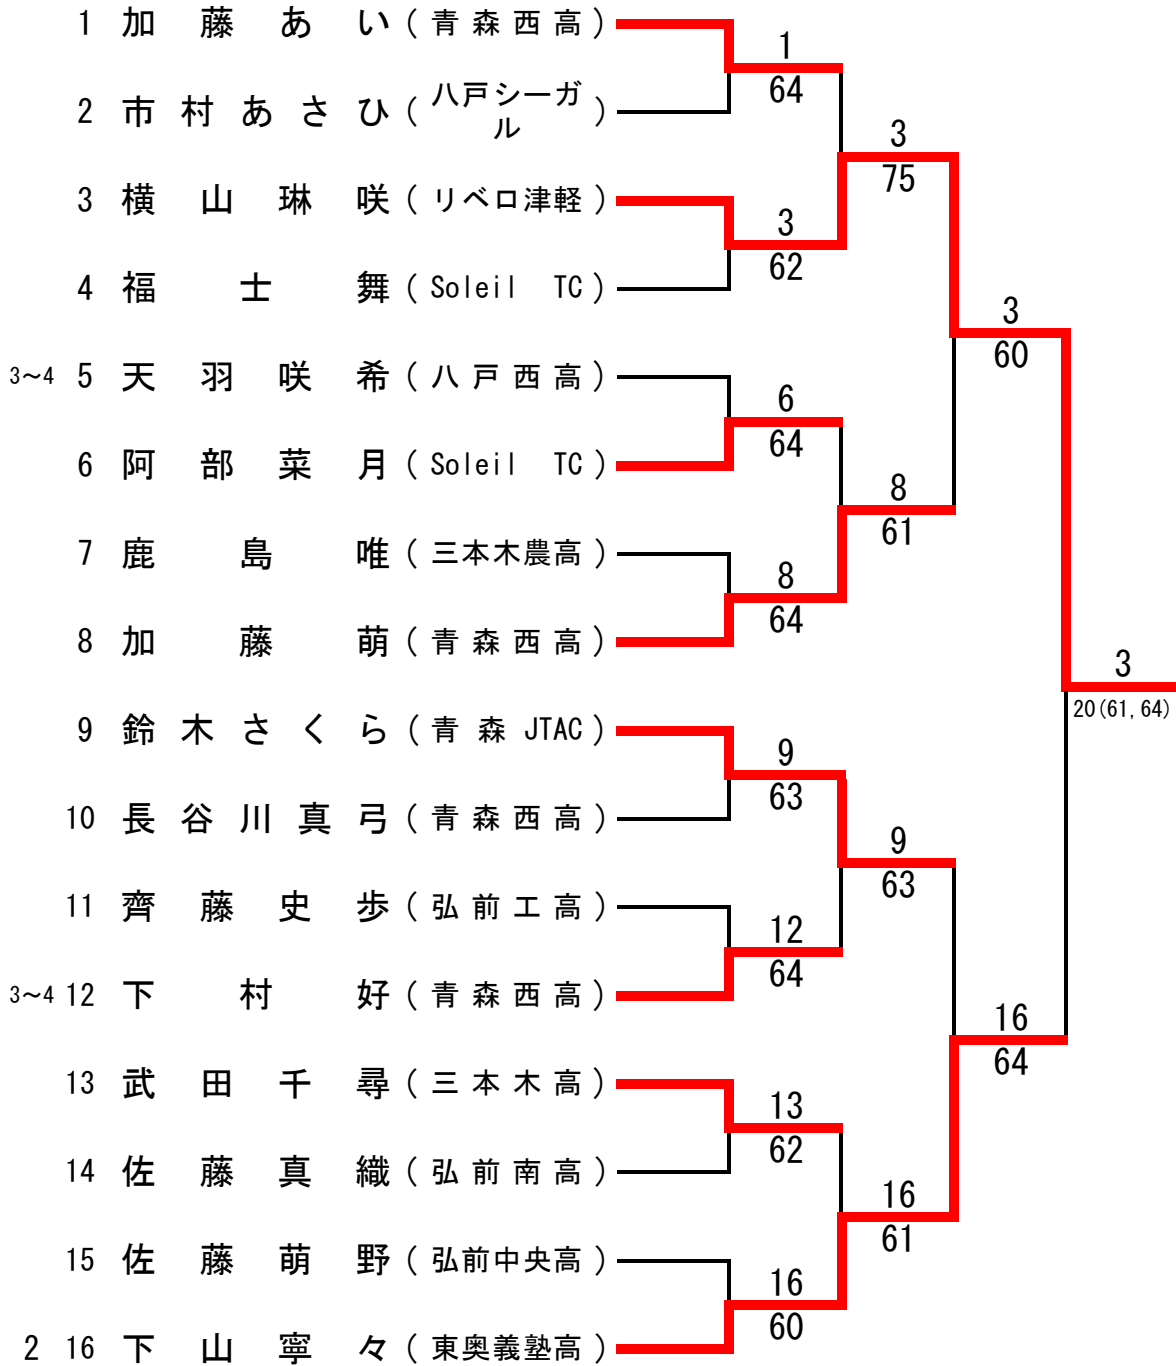 1 加藤あい (青森西高)
1
64
2 市村あさひ (八戸シーガル)
3
75
3 横山琳咲 (リベロ津軽)
3
62
4 福士舞 (Soleil TC)
3
60
3~4 5 天羽咲希 (八戸西高)
6
64
6 阿部菜月 (Soleil TC)
8
61
7 鹿島唯 (三本木農高)
8
64
8 加藤萌 (青森西高)
3
20(61,64)
9 鈴木さくら (青森JTAC)
9
63
10 長谷川真弓 (青森西高)
9
63
11 齊藤史歩 (弘前工高)
12
64
3~4 12 下村好 (青森西高)
16
64
13 武田千尋 (三本木高)
13
62
14 佐藤真織 (弘前南高)
16
61
15 佐藤萌野 (弘前中央高)
16
60
2 16 下山寧々 (東奥義塾高)